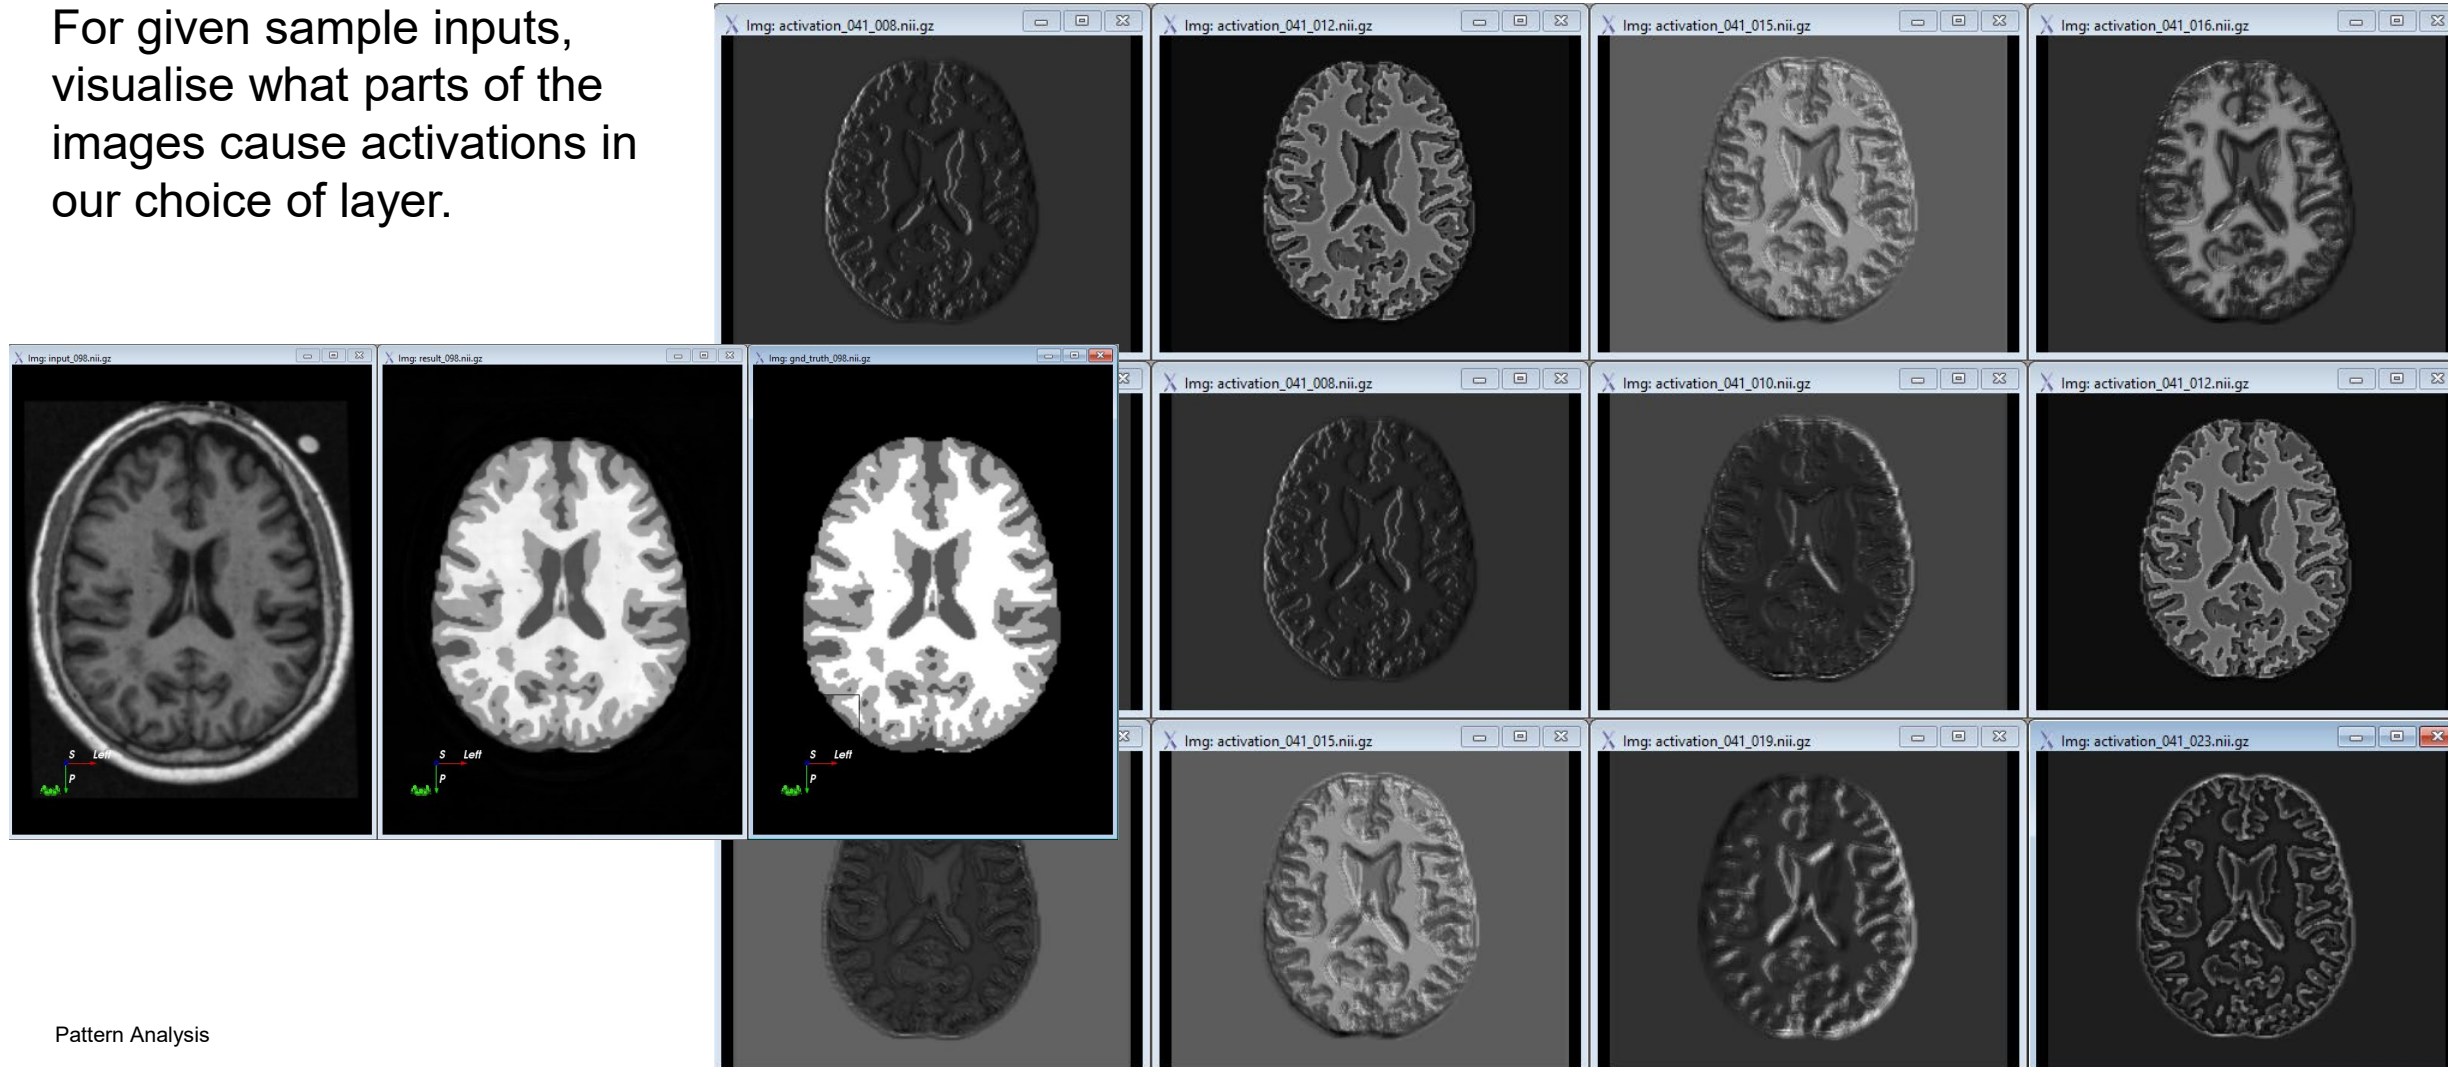 For given sample inputs,
visualise what parts of the
images cause activations in
our choice of layer.
Img: activation_041_008.nii.gz
Img: activation_041_012.nii.gz
Img: activation_041_015.nii.gz
Img: activation_041_016.nii.gz
Img: input_098.nii.gz
Img: result_098.nii.gz
Img: gnd_truth_098.nii.gz
Img: activation_041_008.nii.gz
Img: activation_041_010.nii.gz
Img: activation_041_012.nii.gz
S Left
P
S Left
P
S Left
P
Img: activation_041_015.nii.gz
Img: activation_041_019.nii.gz
Img: activation_041_023.nii.gz
Pattern Analysis